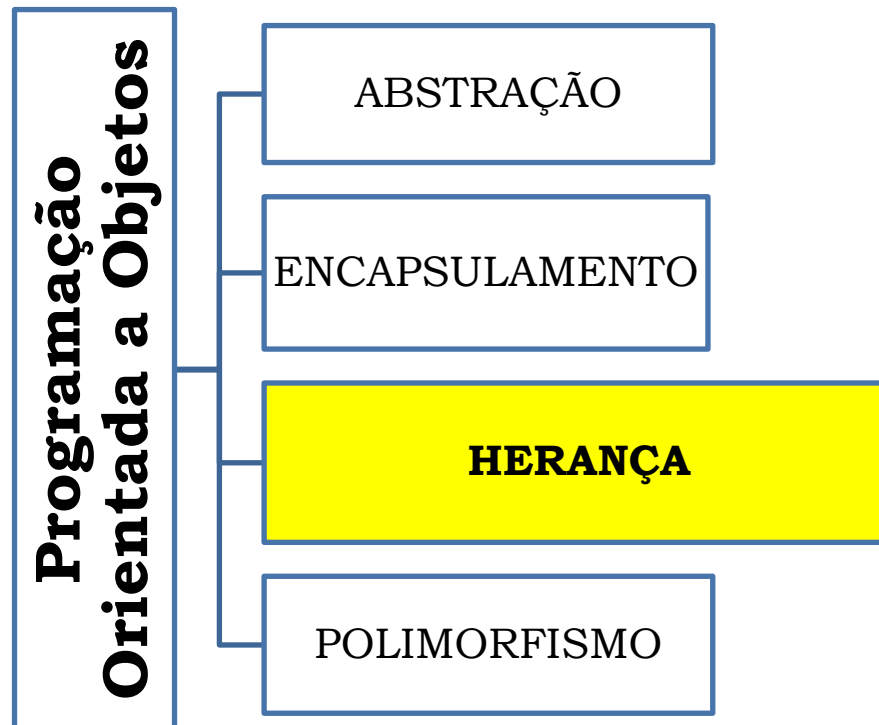 Programação
Orientada a Objetos
ABSTRAÇÃO
ENCAPSULAMENTO
HERANÇA
POLIMORFISMO